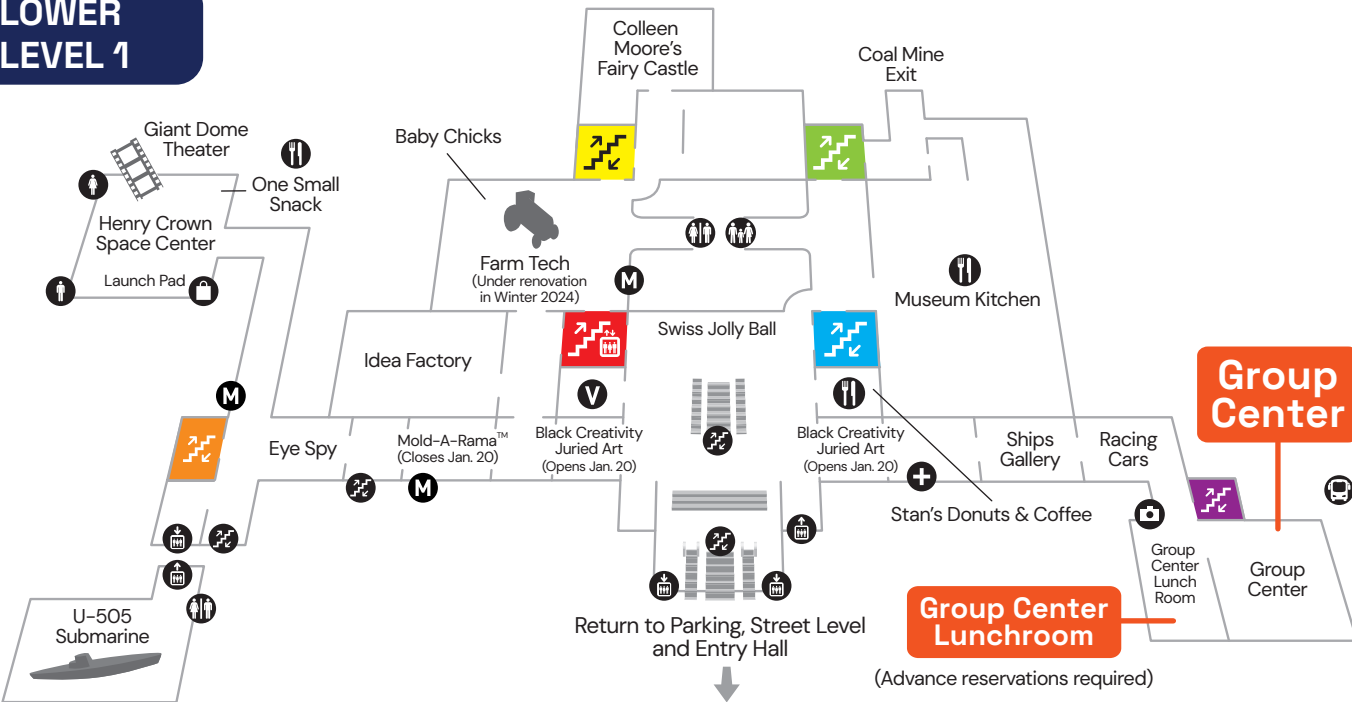 LOWER
LEVEL 1
Colleen
Moore's
Fairy Castle
Coal Mine
Exit
Giant Dome
Theater
Baby Chicks
One Small
Snack
Henry Crown
Space Center
Launch Pad
Farm Tech
(Under renovation
in Winter 2024)
M
Museum Kitchen
Swiss Jolly Ball
Idea Factory
Group
Center
M
V
Eye Spy
Mold-A-Rama™
(Closes Jan. 20)
Black Creativity
Juried Art
(Opens Jan. 20)
Black Creativity
Juried Art
(Opens Jan. 20)
Ships
Gallery
Racing
Cars
M
Stan's Donuts & Coffee
Group
Center
Lunch
Room
Group
Center
U-505
Submarine
Group Center
Lunchroom
Return to Parking, Street Level
and Entry Hall
(Advance reservations required)